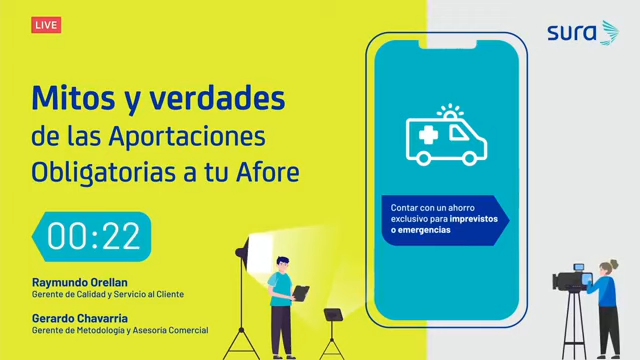 LIVE
sura
Mitos y verdades
de las Aportaciones
Obligatorias a tu Afore
00:22
Raymundo Orellan
Gerente de Calidad y Servicio al Cliente
Gerardo Chavarria
Gerente de Metodología y Asesoría Comercial
Contar con un ahorro
exclusivo para imprevistos
o emergencias